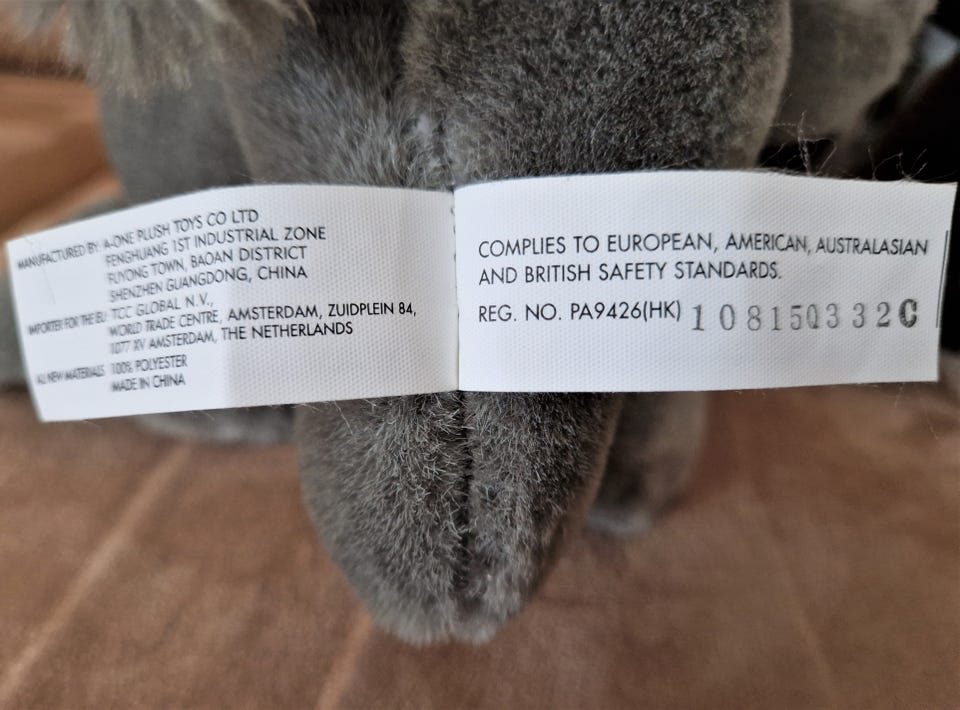 MANUFACTURED BY: A-ONE PLUSH TOYS CO LTD
FENGHUANG 1ST INDUSTRIAL ZONE
FUYONG TOWN, BAOAN DISTRICT
SHENZHEN GUANGDONG, CHINA
IMPORTER FOR THE EU: TCC GLOBAL N.V.,
WORLD TRADE CENTRE, AMSTERDAM, ZUIDPLEIN 84,
1077 XV AMSTERDAM, THE NETHERLANDS
ALL NEW MATERIALS 100% POLYESTER
MADE IN CHINA
COMPLIES TO EUROPEAN, AMERICAN, AUSTRALASIAN
AND BRITISH SAFETY STANDARDS.
REG. NO. PA9426(HK) 10815Q332C